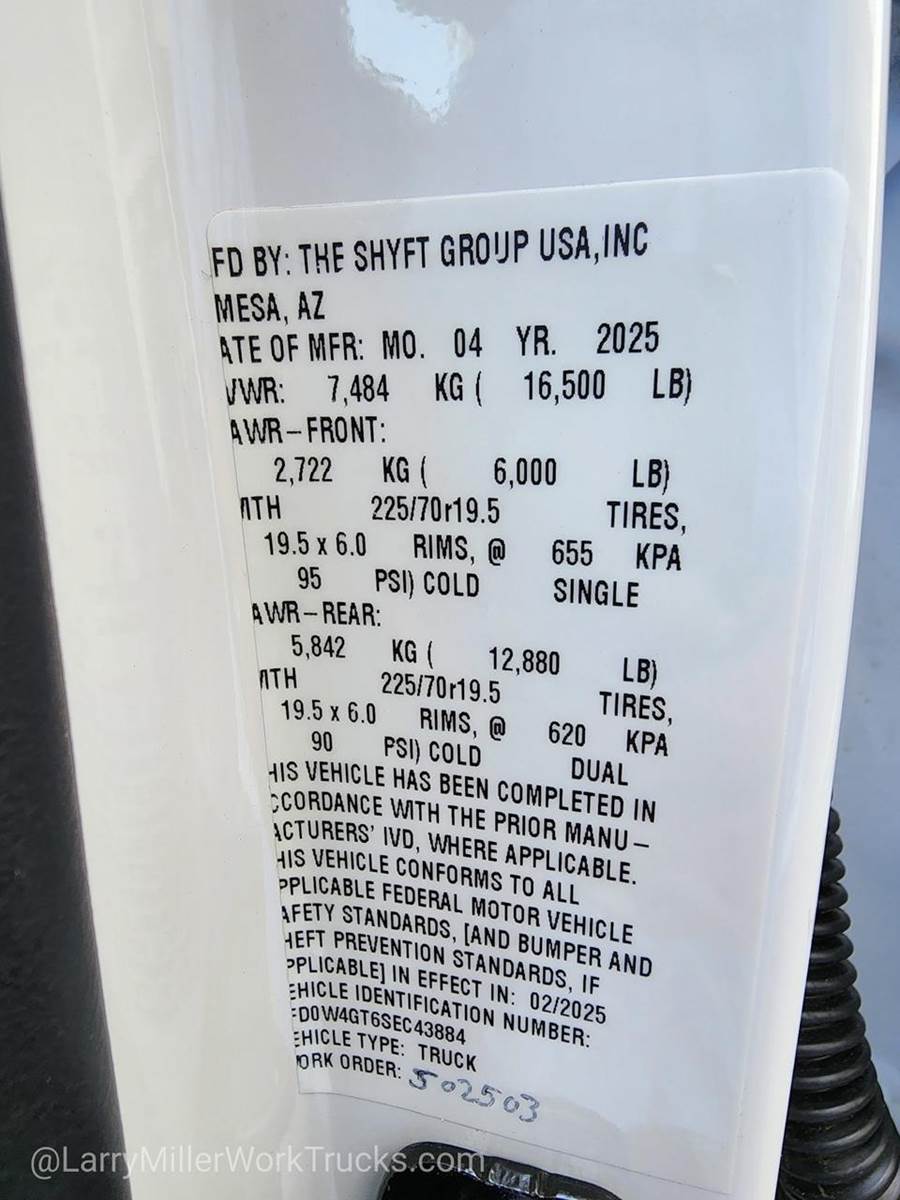 FD BY: THE SHYFT GROUP USA,INC
MESA, AZ
ATE OF MFR: MO. 04 YR. 2025
VWR: 7,484 KG ( 16,500 LB)
AWR-FRONT:
2,722 KG ( 6,000 LB)
ITH 225/70r19.5 TIRES,
19.5 x 6.0 RIMS, @ 655 KPA
95 PSI) COLD SINGLE
AWR-REAR:
5,842 KG ( 12,880 LB)
ITH 225/70r19.5 TIRES,
19.5 x 6.0 RIMS, @ 620 KPA
90 PSI) COLD DUAL
HIS VEHICLE HAS BEEN COMPLETED IN
CCORDANCE WITH THE PRIOR MANU-
ACTURERS' IVD, WHERE APPLICABLE.
HIS VEHICLE CONFORMS TO ALL
PPLICABLE FEDERAL MOTOR VEHICLE
AFETY STANDARDS, [AND BUMPER AND
HEFT PREVENTION STANDARDS, IF
PPLICABLE] IN EFFECT IN: 02/2025
EHICLE IDENTIFICATION NUMBER:
FD0W4GT6SEC43884
EHICLE TYPE: TRUCK
ORK ORDER: 502503
@LarryMillerWorkTrucks.com